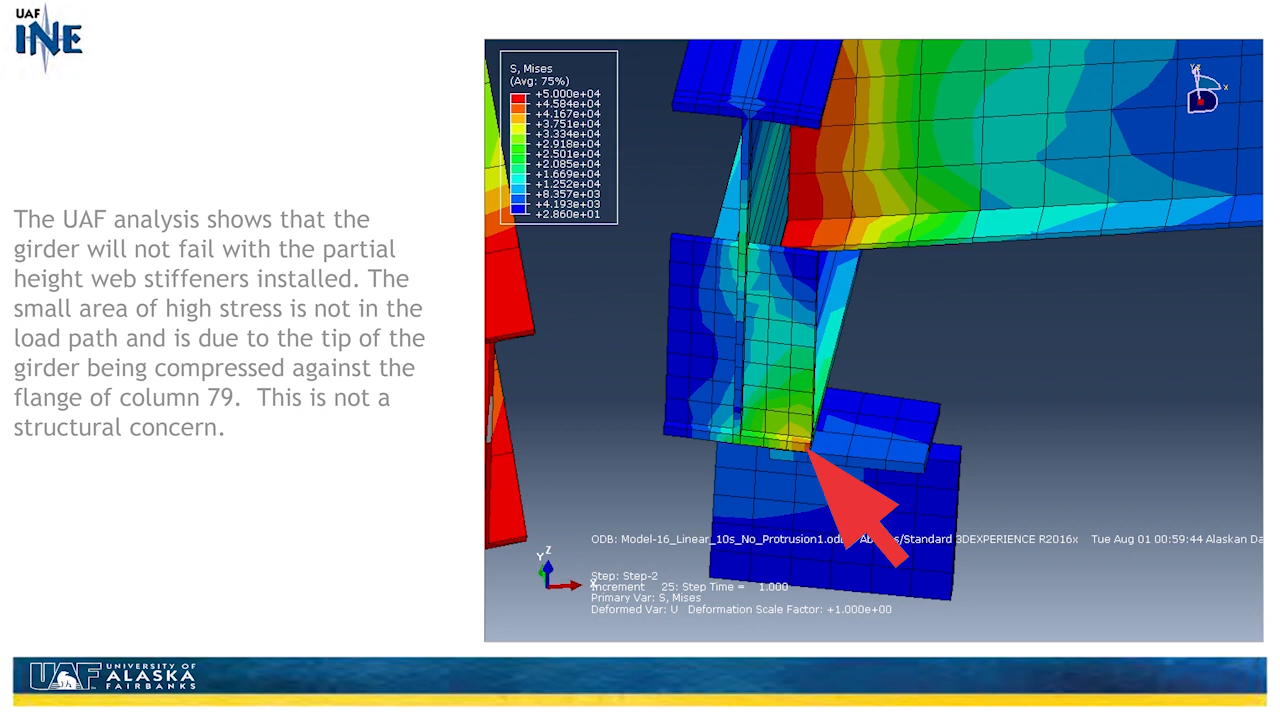 UAF
INE
The UAF analysis shows that the
girder will not fail with the partial
height web stiffeners installed. The
small area of high stress is not in the
load path and is due to the tip of the
girder being compressed against the
flange of column 79.  This is not a
structural concern.
S, Mises
(Avg: 75%)
+5.000e+04
+4.584e+04
+4.167e+04
+3.751e+04
+3.334e+04
+2.918e+04
+2.501e+04
+2.085e+04
+1.669e+04
+1.252e+04
+8.357e+03
+4.193e+03
+2.860e+01
Y Z
X
ODB: Model-16_Linear_10s_No_Protrusion1.od /Standard 3DEXPERIENCE R2016x Tue Aug 01 00:59:44 Alaskan Da
Z
Y
X
Step: Step-2
Increment 25: Step Time = 1.000
Primary Var: S, Mises
Deformed Var: U Deformation Scale Factor: +1.000e+00
UAF UNIVERSITY OF
ALASKA
FAIRBANKS